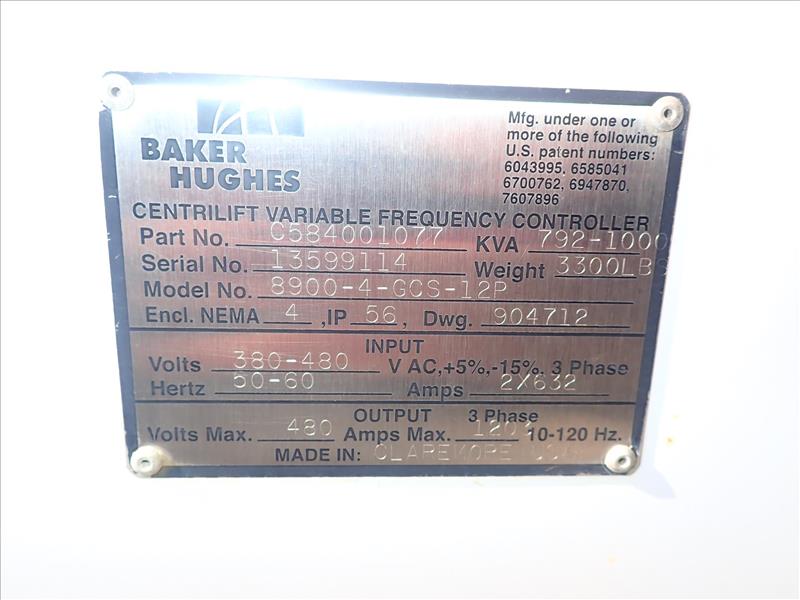 BAKER
HUGHES
Mfg. under one or
more of the following
U.S. patent numbers:
6043995, 6585041
6700762, 6947870,
7607896
CENTRILIFT VARIABLE FREQUENCY CONTROLLER
Part No. C584001077 KVA 792-1000
Serial No. 13599114 Weight 3300LBS
Model No. 8900-4-GCS-12P
Encl. NEMA 4 ,IP 56, Dwg. 904712
INPUT
Volts 380-480 V AC,+5%,-15%, 3 Phase
Hertz 50-60 Amps 2X632
OUTPUT 3 Phase
Volts Max. 480 Amps Max. 10-120 Hz.
MADE IN: CLAREMORE USA